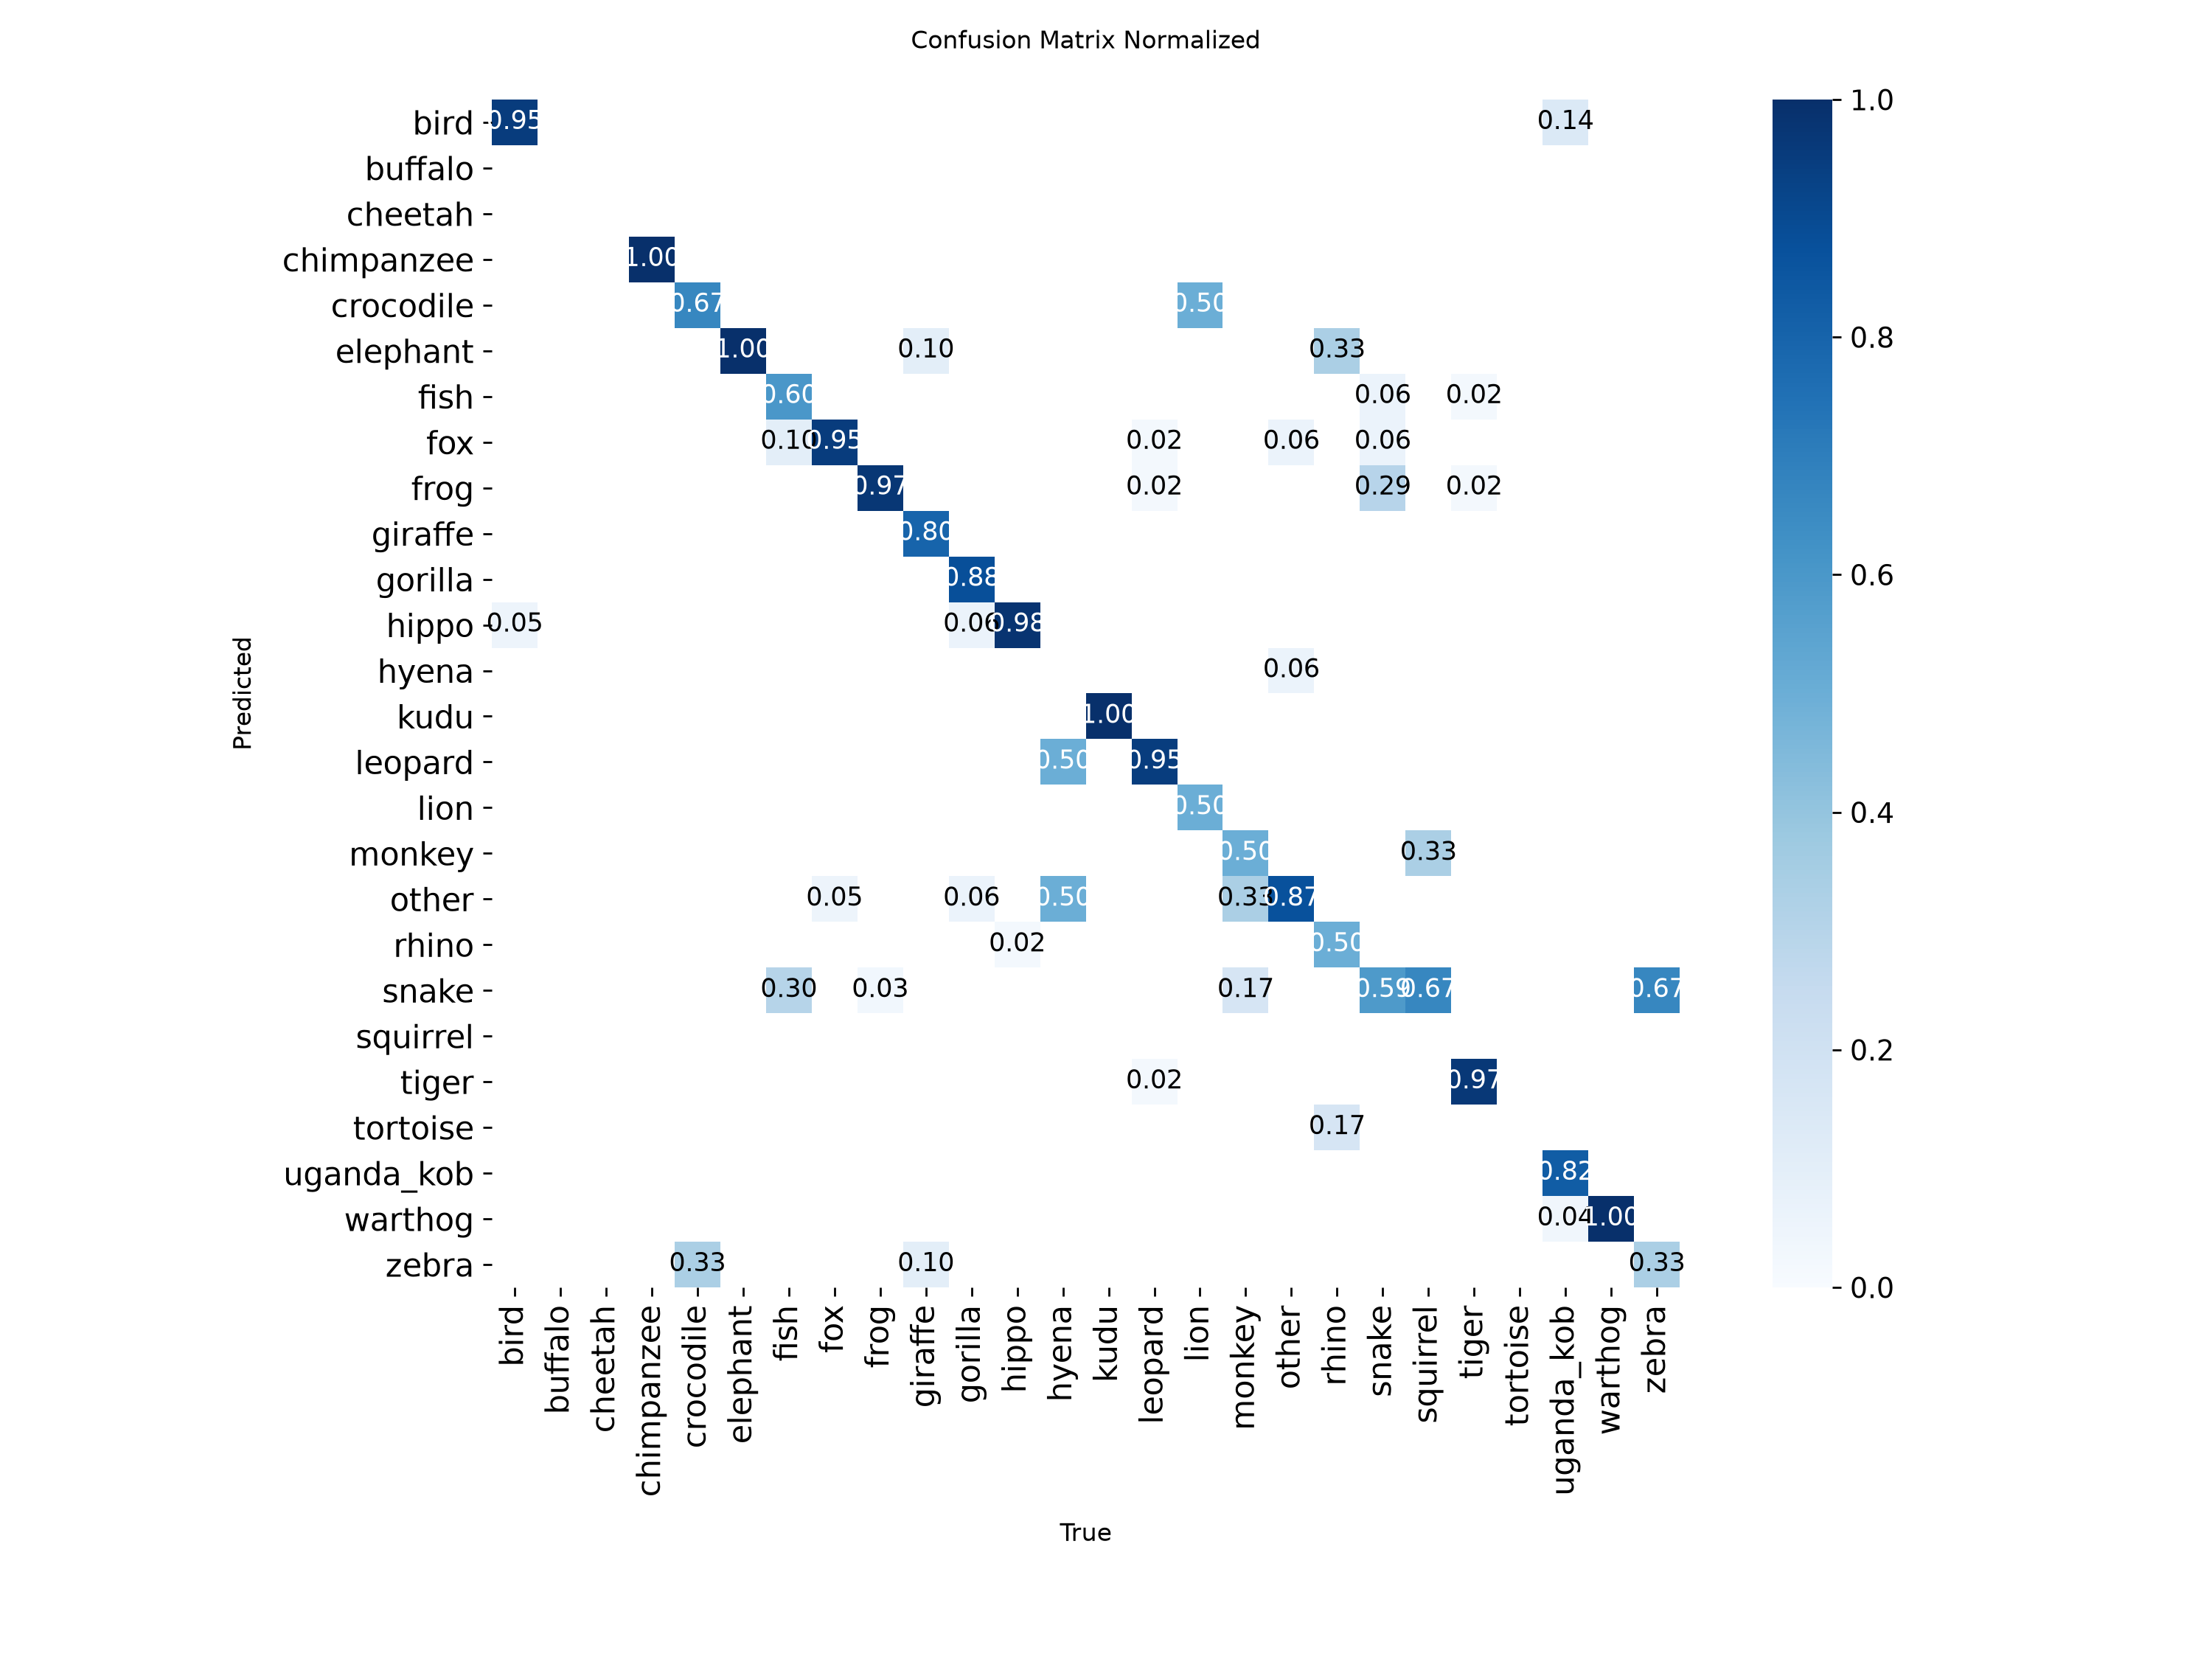 Confusion Matrix Normalized
bird 0.95 0.14
buffalo
cheetah
chimpanzee 1.00
crocodile 0.67 0.50
elephant 1.00 0.10 0.33
fish 0.60 0.06 0.02
fox 0.10 0.95 0.02 0.06 0.06
frog 0.97 0.02 0.29 0.02
giraffe 0.80
gorilla 0.88
hippo 0.05 0.06 0.98
hyena 0.06
kudu 1.00
leopard 0.50 0.95
lion 0.50
monkey 0.50 0.33
other 0.05 0.06 0.50 0.33 0.87
rhino 0.02 0.50
snake 0.30 0.03 0.17 0.59 0.67 0.67
squirrel
tiger 0.02 0.97
tortoise 0.17
uganda_kob 0.82
warthog 0.04 1.00
zebra 0.33 0.10 0.33
Predicted
bird
buffalo
cheetah
chimpanzee
crocodile
elephant
fish
fox
frog
giraffe
gorilla
hippo
hyena
kudu
leopard
lion
monkey
other
rhino
snake
squirrel
tiger
tortoise
uganda_kob
warthog
zebra
True
1.0
0.8
0.6
0.4
0.2
0.0